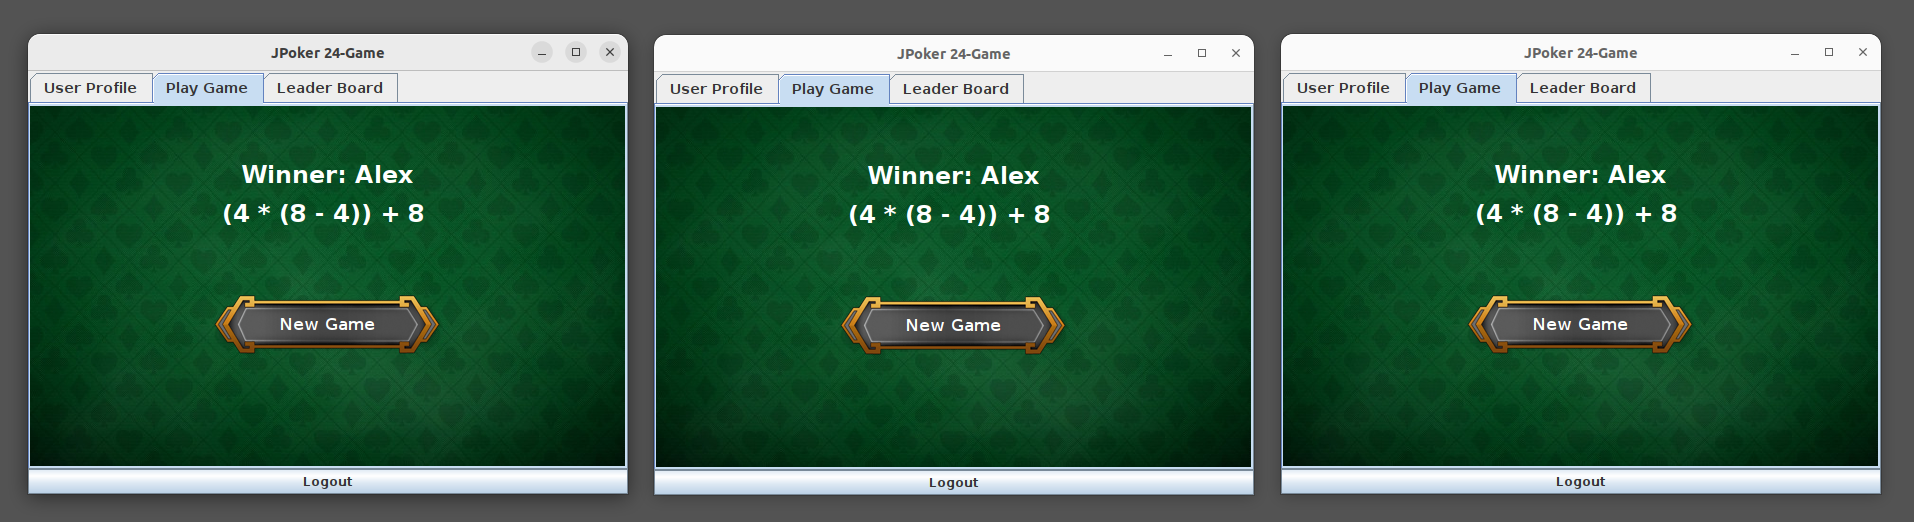 JPoker 24-Game
User Profile
Play Game
Leader Board
Winner: Alex
(4 * (8 - 4)) + 8
New Game
Logout
JPoker 24-Game
User Profile
Play Game
Leader Board
Winner: Alex
(4 * (8 - 4)) + 8
New Game
Logout
JPoker 24-Game
User Profile
Play Game
Leader Board
Winner: Alex
(4 * (8 - 4)) + 8
New Game
Logout